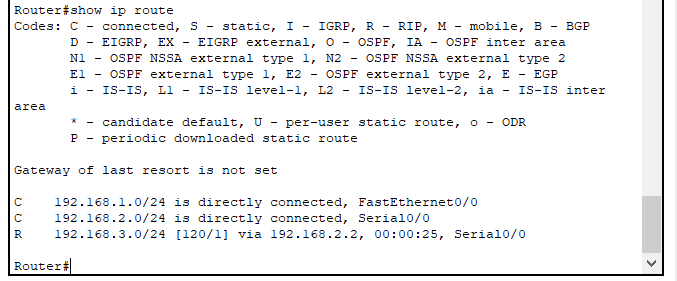 Router#show ip route
Codes: C - connected, S - static, I - IGRP, R - RIP, M - mobile, B - BGP
       D - EIGRP, EX - EIGRP external, O - OSPF, IA - OSPF inter area
       N1 - OSPF NSSA external type 1, N2 - OSPF NSSA external type 2
       E1 - OSPF external type 1, E2 - OSPF external type 2, E - EGP
       i - IS-IS, L1 - IS-IS level-1, L2 - IS-IS level-2, ia - IS-IS inter
area
       * - candidate default, U - per-user static route, o - ODR
       P - periodic downloaded static route
Gateway of last resort is not set
C    192.168.1.0/24 is directly connected, FastEthernet0/0
C    192.168.2.0/24 is directly connected, Serial0/0
R    192.168.3.0/24 [120/1] via 192.168.2.2, 00:00:25, Serial0/0
Router#